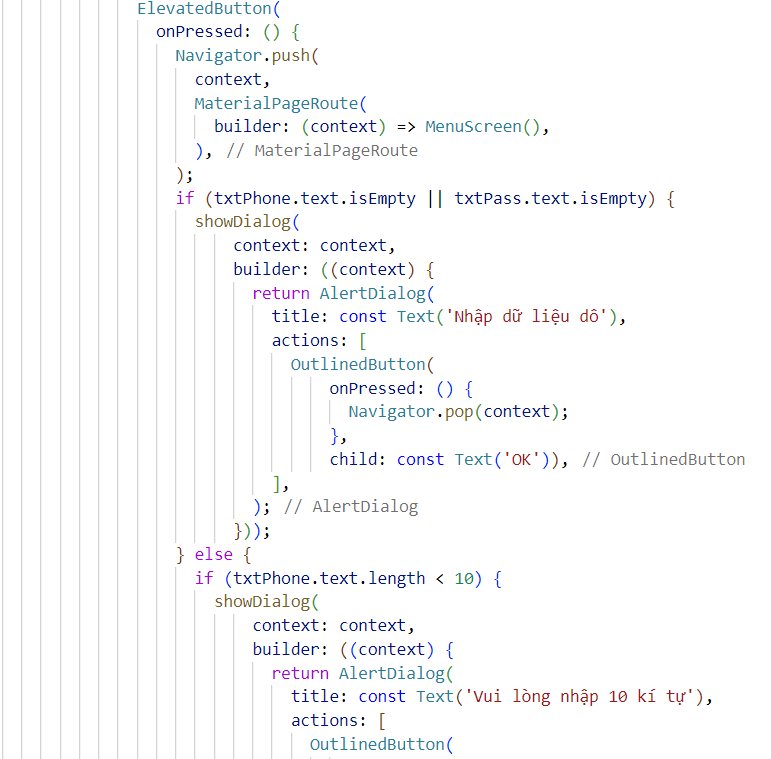 ElevatedButton(
onPressed: () {
Navigator.push(
context,
MaterialPageRoute(
builder: (context) => MenuScreen(),
), // MaterialPageRoute
);
if (txtPhone.text.isEmpty || txtPass.text.isEmpty) {
showDialog(
context: context,
builder: ((context) {
return AlertDialog(
title: const Text('Nhập dữ liệu dô'),
actions: [
OutlinedButton(
onPressed: () {
Navigator.pop(context);
},
child: const Text('OK')), // OutlinedButton
],
); // AlertDialog
}));
} else {
if (txtPhone.text.length < 10) {
showDialog(
context: context,
builder: ((context) {
return AlertDialog(
title: const Text('Vui lòng nhập 10 kí tự'),
actions: [
OutlinedButton(